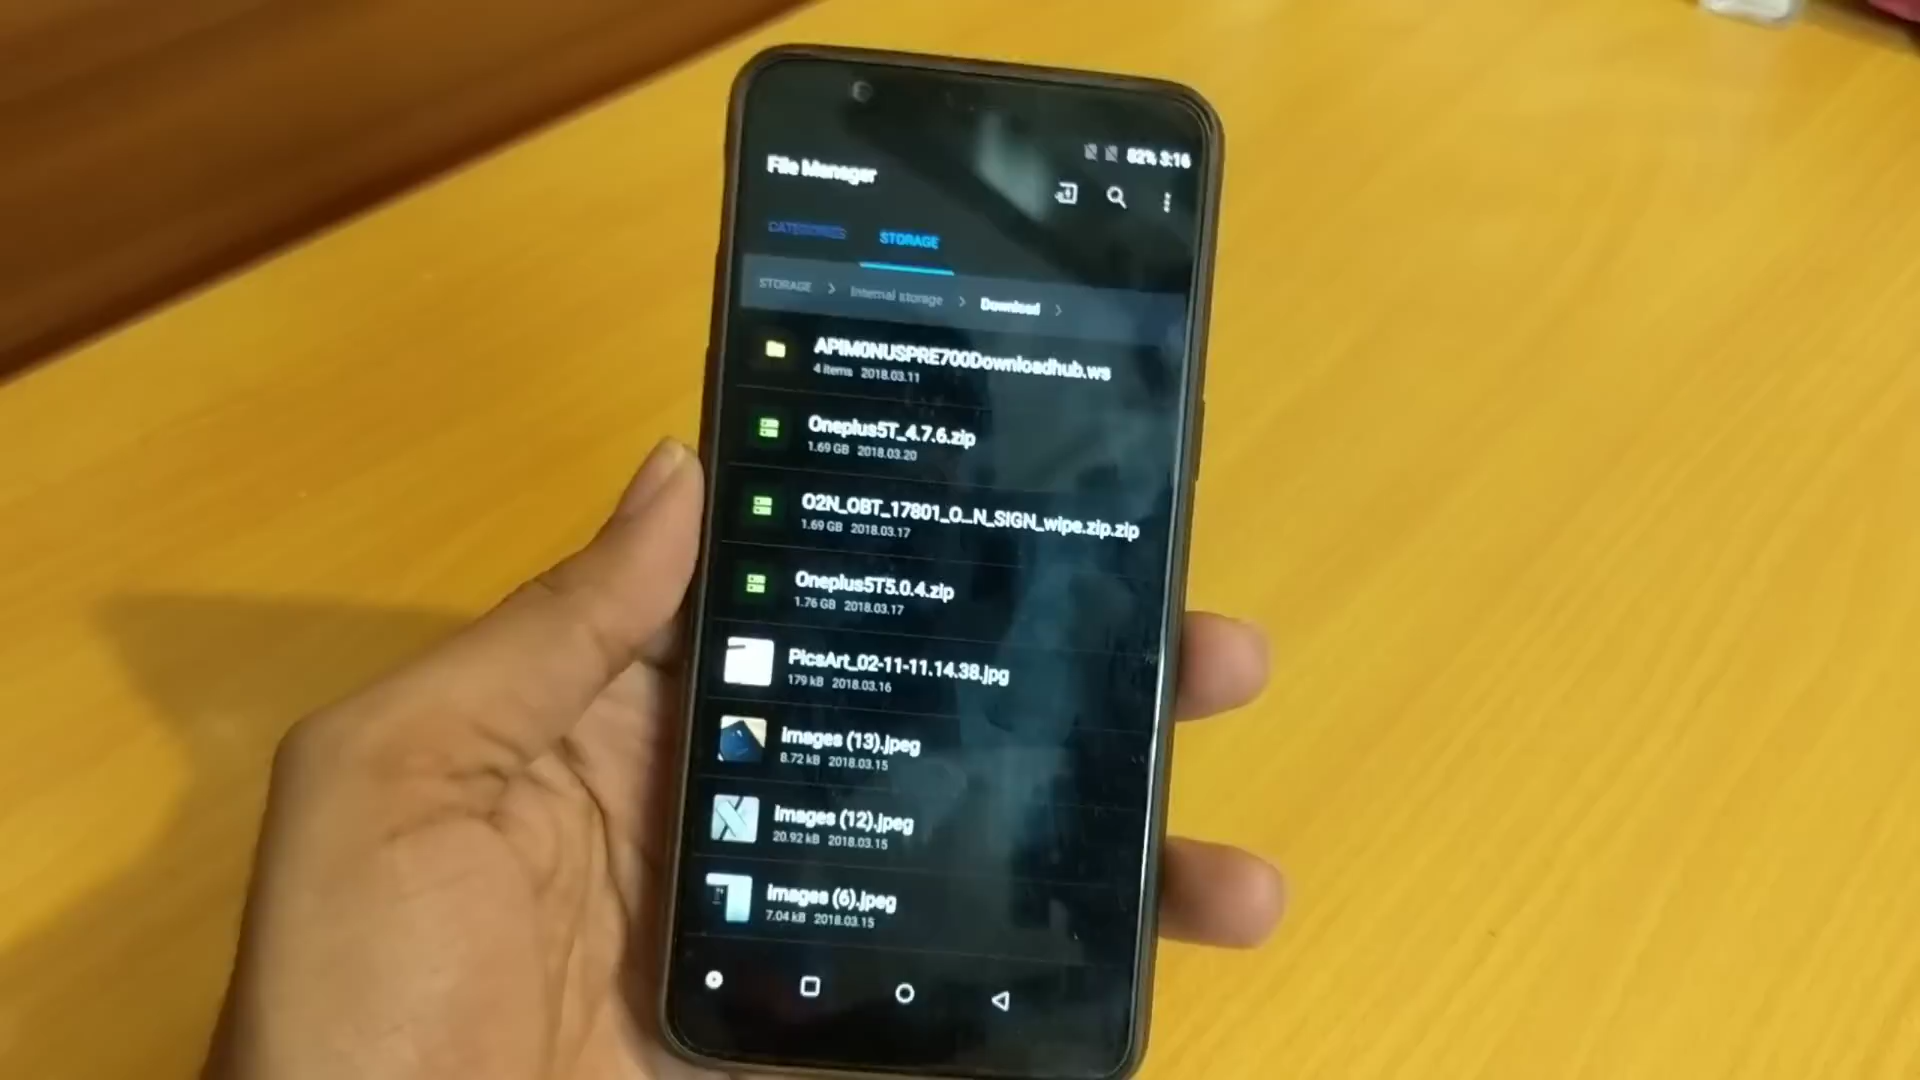 82% 3:16
File Manager
CATEGORIES STORAGE
STORAGE > Internal storage > Download >
APIM0NUSPRE700Downloadhub.ws
4 items 2018.03.11
Oneplus5T_4.7.6.zip
1.69 GB 2018.03.20
O2N_OBT_17801_O...N_SIGN_wipe.zip.zip
1.69 GB 2018.03.17
Oneplus5T5.0.4.zip
1.76 GB 2018.03.17
PicsArt_02-11-11.14.38.jpg
179 kB 2018.03.16
images (13).jpeg
8.72 kB 2018.03.15
images (12).jpeg
20.92 kB 2018.03.15
images (6).jpeg
7.04 kB 2018.03.15